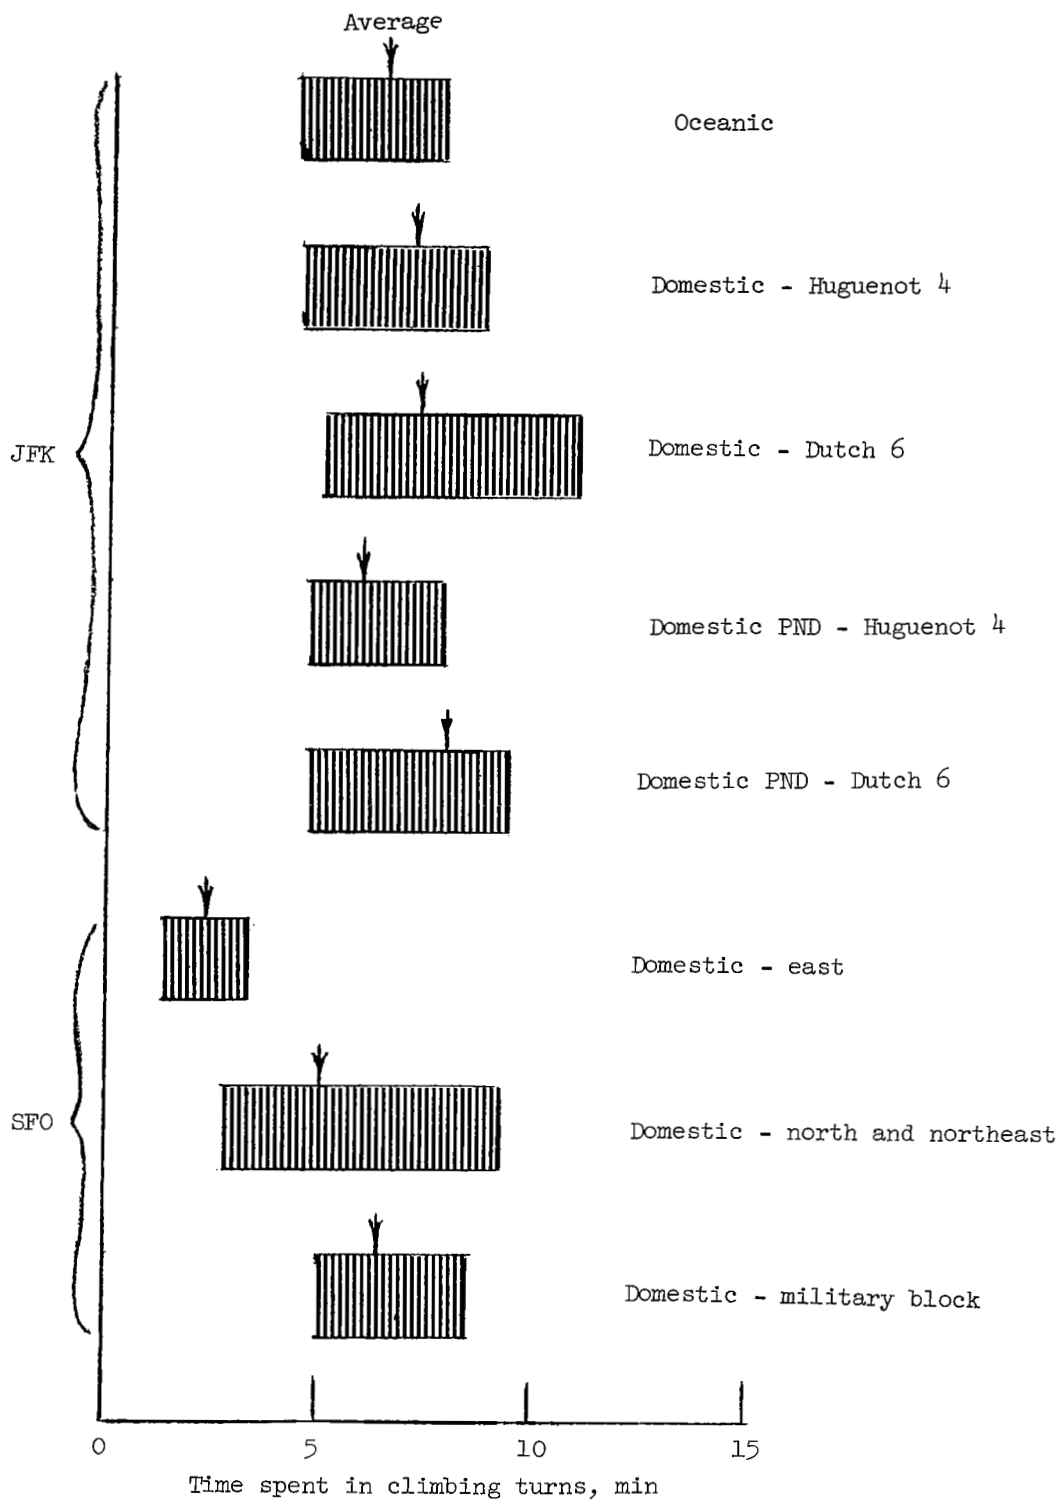 Average
Oceanic
Domestic - Huguenot 4
JFK
Domestic - Dutch 6
Domestic PND - Huguenot 4
Domestic PND - Dutch 6
Domestic - east
SFO
Domestic - north and northeast
Domestic - military block
0 5 10 15
Time spent in climbing turns, min